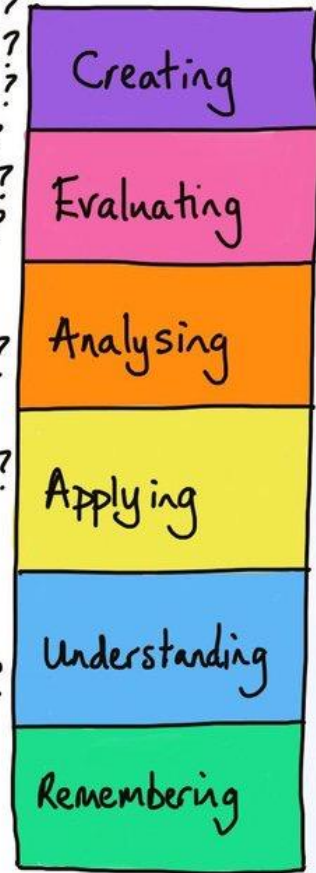 ?
?
?
Creating
?
?
Evaluating
?
Analysing
?
Applying
Understanding
Remembering